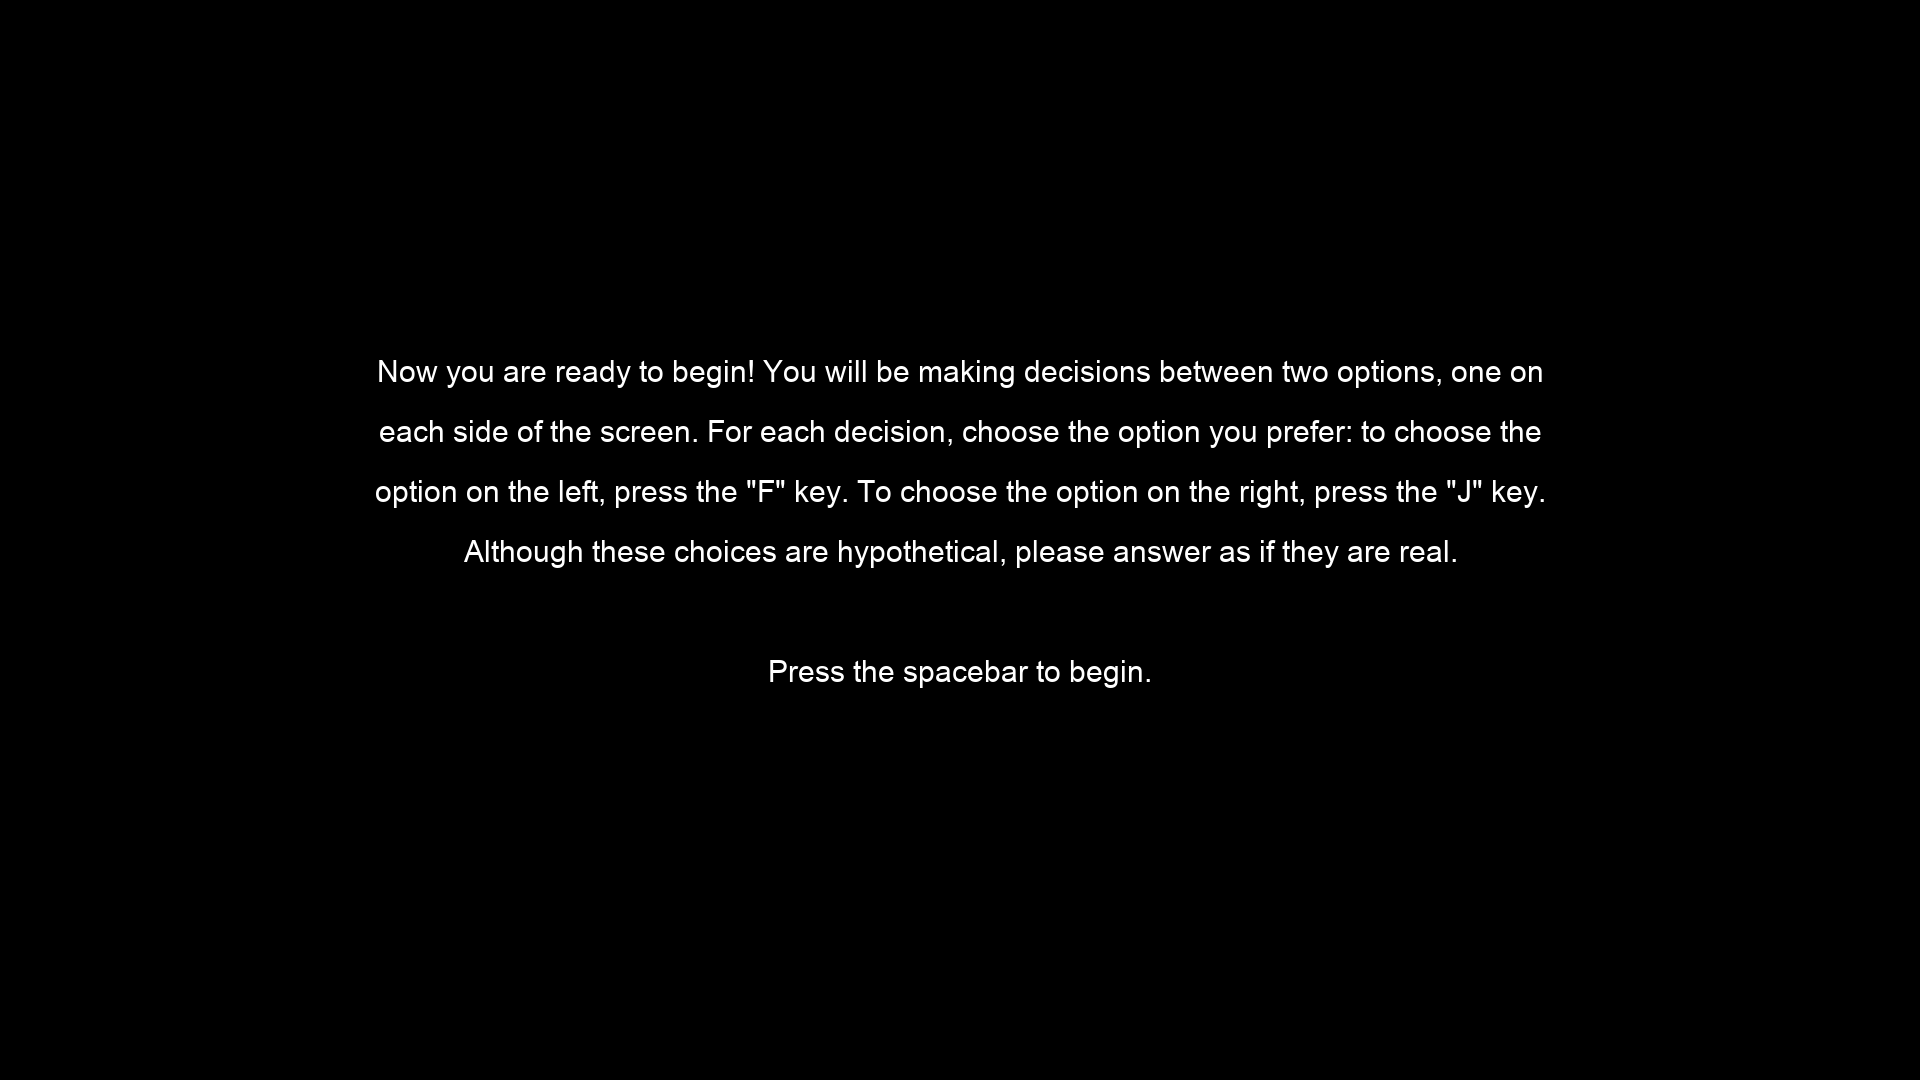 Now you are ready to begin! You will be making decisions between two options, one on
each side of the screen. For each decision, choose the option you prefer: to choose the
option on the left, press the "F" key. To choose the option on the right, press the "J" key.
Although these choices are hypothetical, please answer as if they are real.
Press the spacebar to begin.